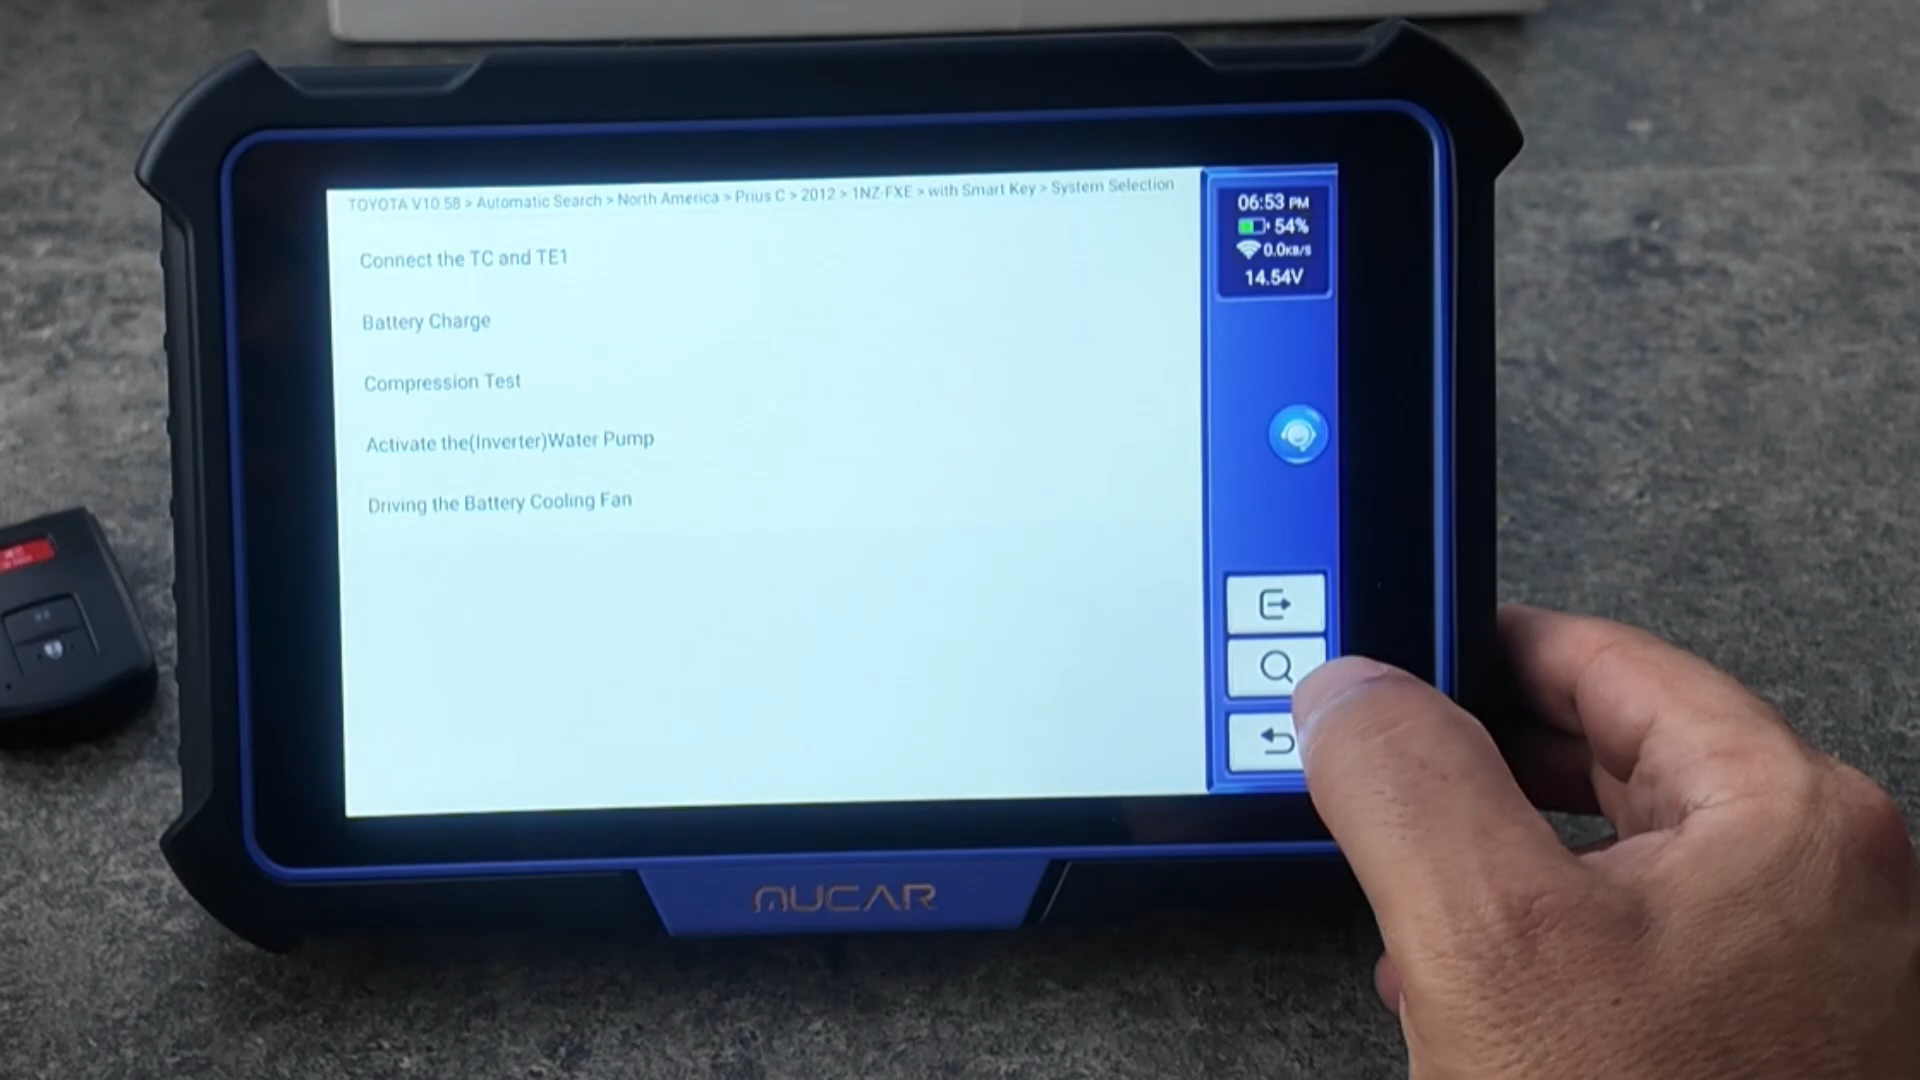 TOYOTA V10.58 > Automatic Search > North America > Prius C > 2012 > 1NZ-FXE > with Smart Key > System Selection
Connect the TC and TE1
Battery Charge
Compression Test
Activate the(Inverter)Water Pump
Driving the Battery Cooling Fan
06:53 PM
54%
0.0KB/S
14.54V
MUCAR